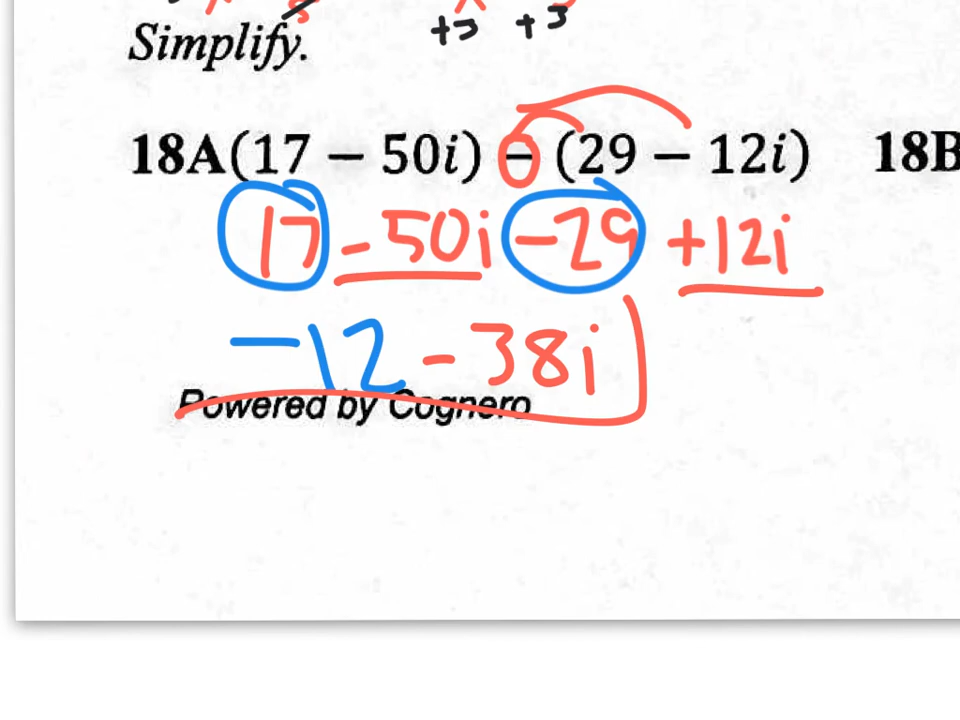 +3 +3
Simplify.
18A(17 − 50i) − (29 − 12i) 18B
17 - 50i - 29 + 12i
-12 - 38i
Powered by Cognero